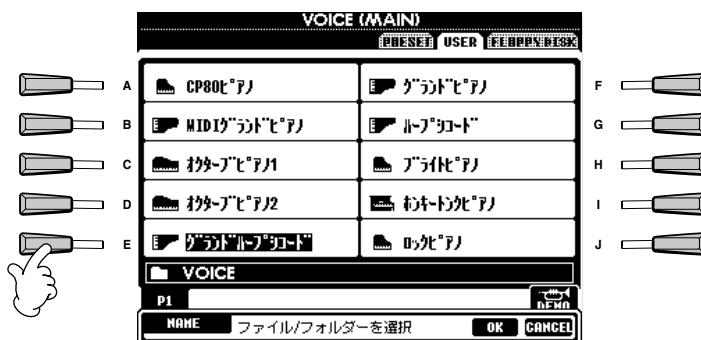 VOICE (MAIN)
PRESET USER FLOPPY DISK
A CP80ピアノ グランドピアノ F
B MIDIグランドピアノ ハープシコード G
C オクターブピアノ1 ブライトピアノ H
D オクターブピアノ2 ホンキートンクピアノ I
E グランドハープシコード ロックピアノ J
VOICE
P1 DEMO
NAME ファイル/フォルダーを選択 OK CANCEL